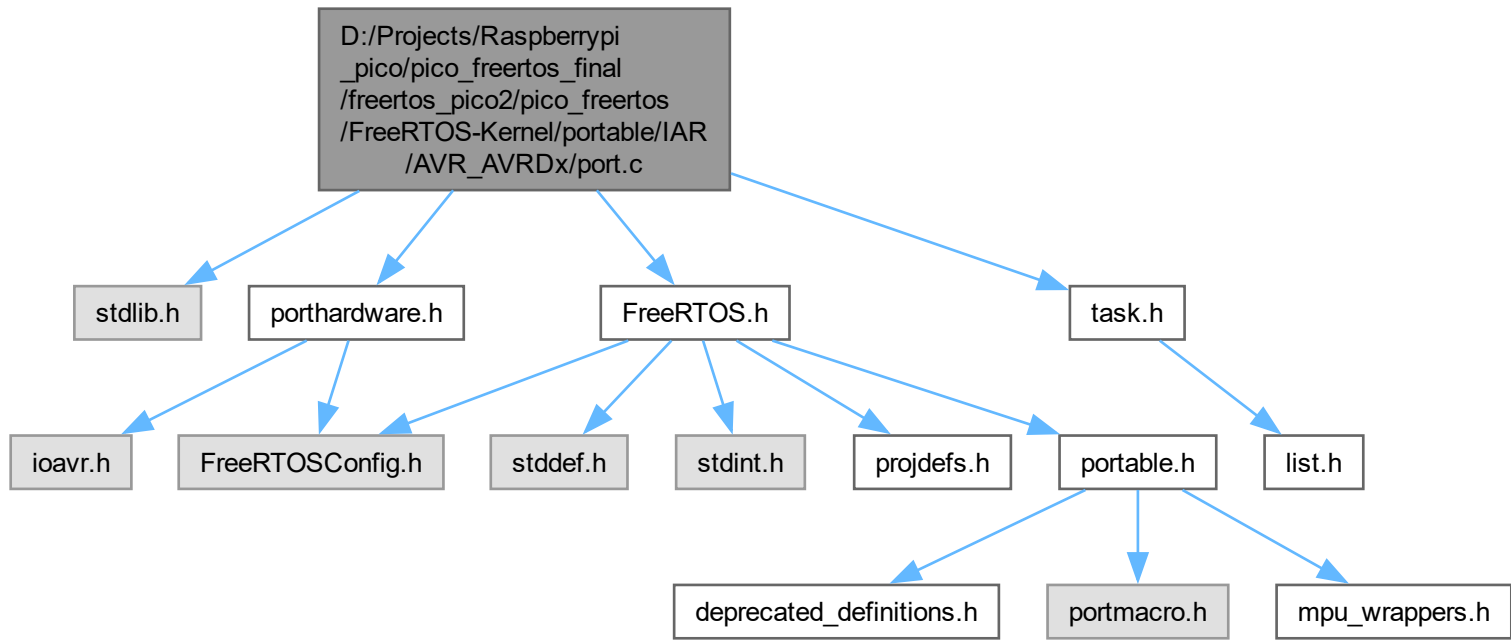 D:/Projects/Raspberrypi
_pico/pico_freertos_final
/freertos_pico2/pico_freertos
/FreeRTOS-Kernel/portable/IAR
/AVR_AVRDx/port.c
stdlib.h
porthardware.h
FreeRTOS.h
task.h
ioavr.h
FreeRTOSConfig.h
stddef.h
stdint.h
projdefs.h
portable.h
list.h
deprecated_definitions.h
portmacro.h
mpu_wrappers.h